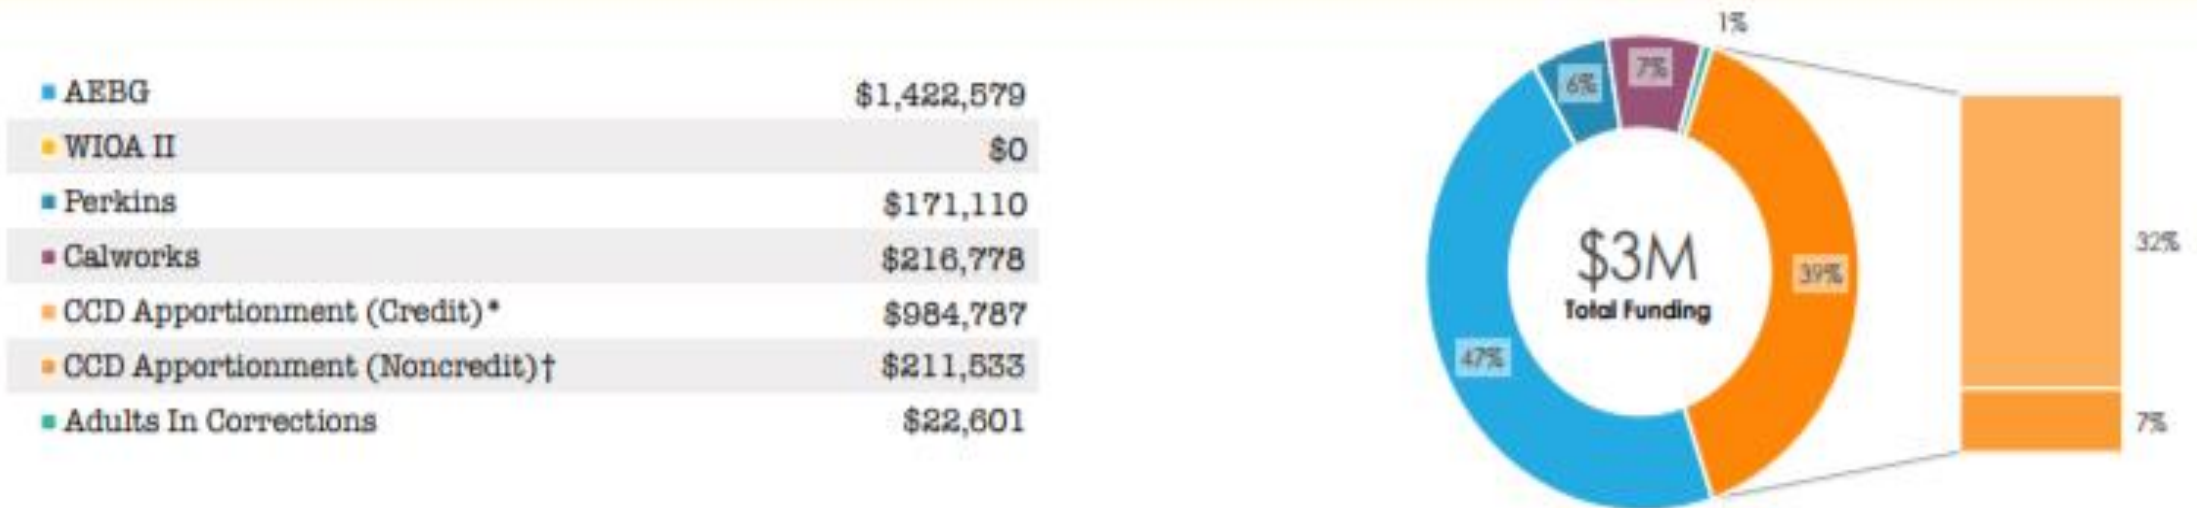 AEBG $1,422,579
WIOA II $0
Perkins $171,110
Calworks $216,778
CCD Apportionment (Credit)* $984,787
CCD Apportionment (Noncredit)† $211,533
Adults In Corrections $22,601
1%
7%
6%
32%
$3M
39%
Total Funding
47%
7%